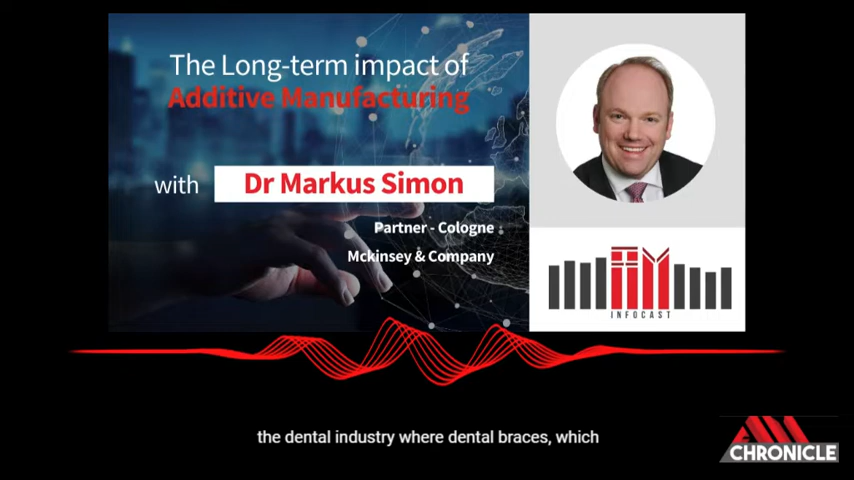 The Long-term impact of
Additive Manufacturing
with Dr Markus Simon
Partner - Cologne
Mckinsey & Company
INFOCAST
the dental industry where dental braces, which
AM
CHRONICLE